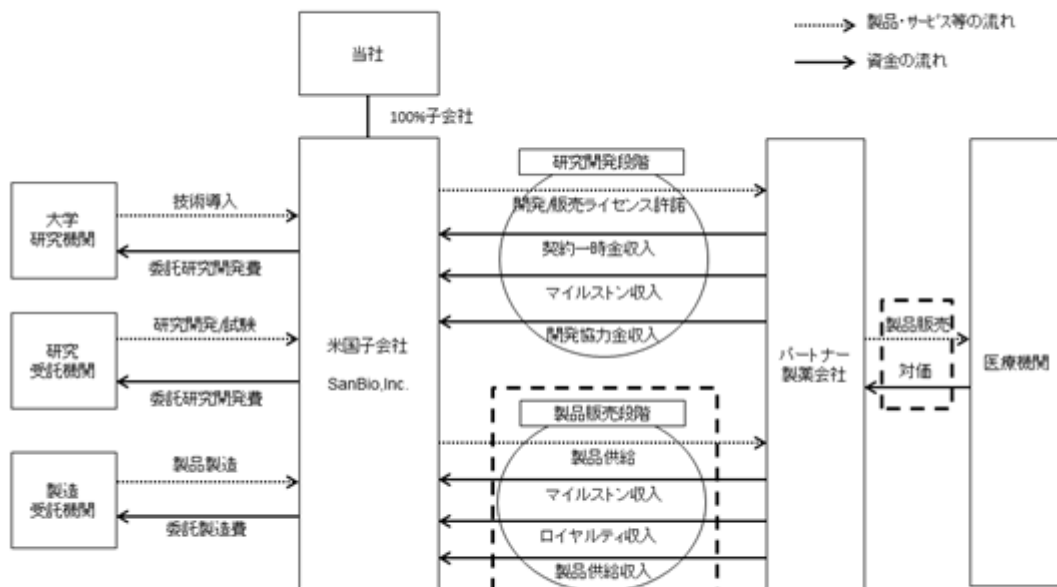 当社
製品・サービス等の流れ
資金の流れ
100%子会社
大学
研究機関
技術導入
委託研究開発費
研究
受託機関
研究開発/試験
委託研究開発費
製造
受託機関
製品製造
委託製造費
米国子会社
SanBio,Inc.
研究開発段階
開発/販売ライセンス許諾
契約一時金収入
マイルストン収入
開発協力金収入
製品販売段階
製品供給
マイルストン収入
ロイヤルティ収入
製品供給収入
パートナー
製薬会社
製品販売
対価
医療機関